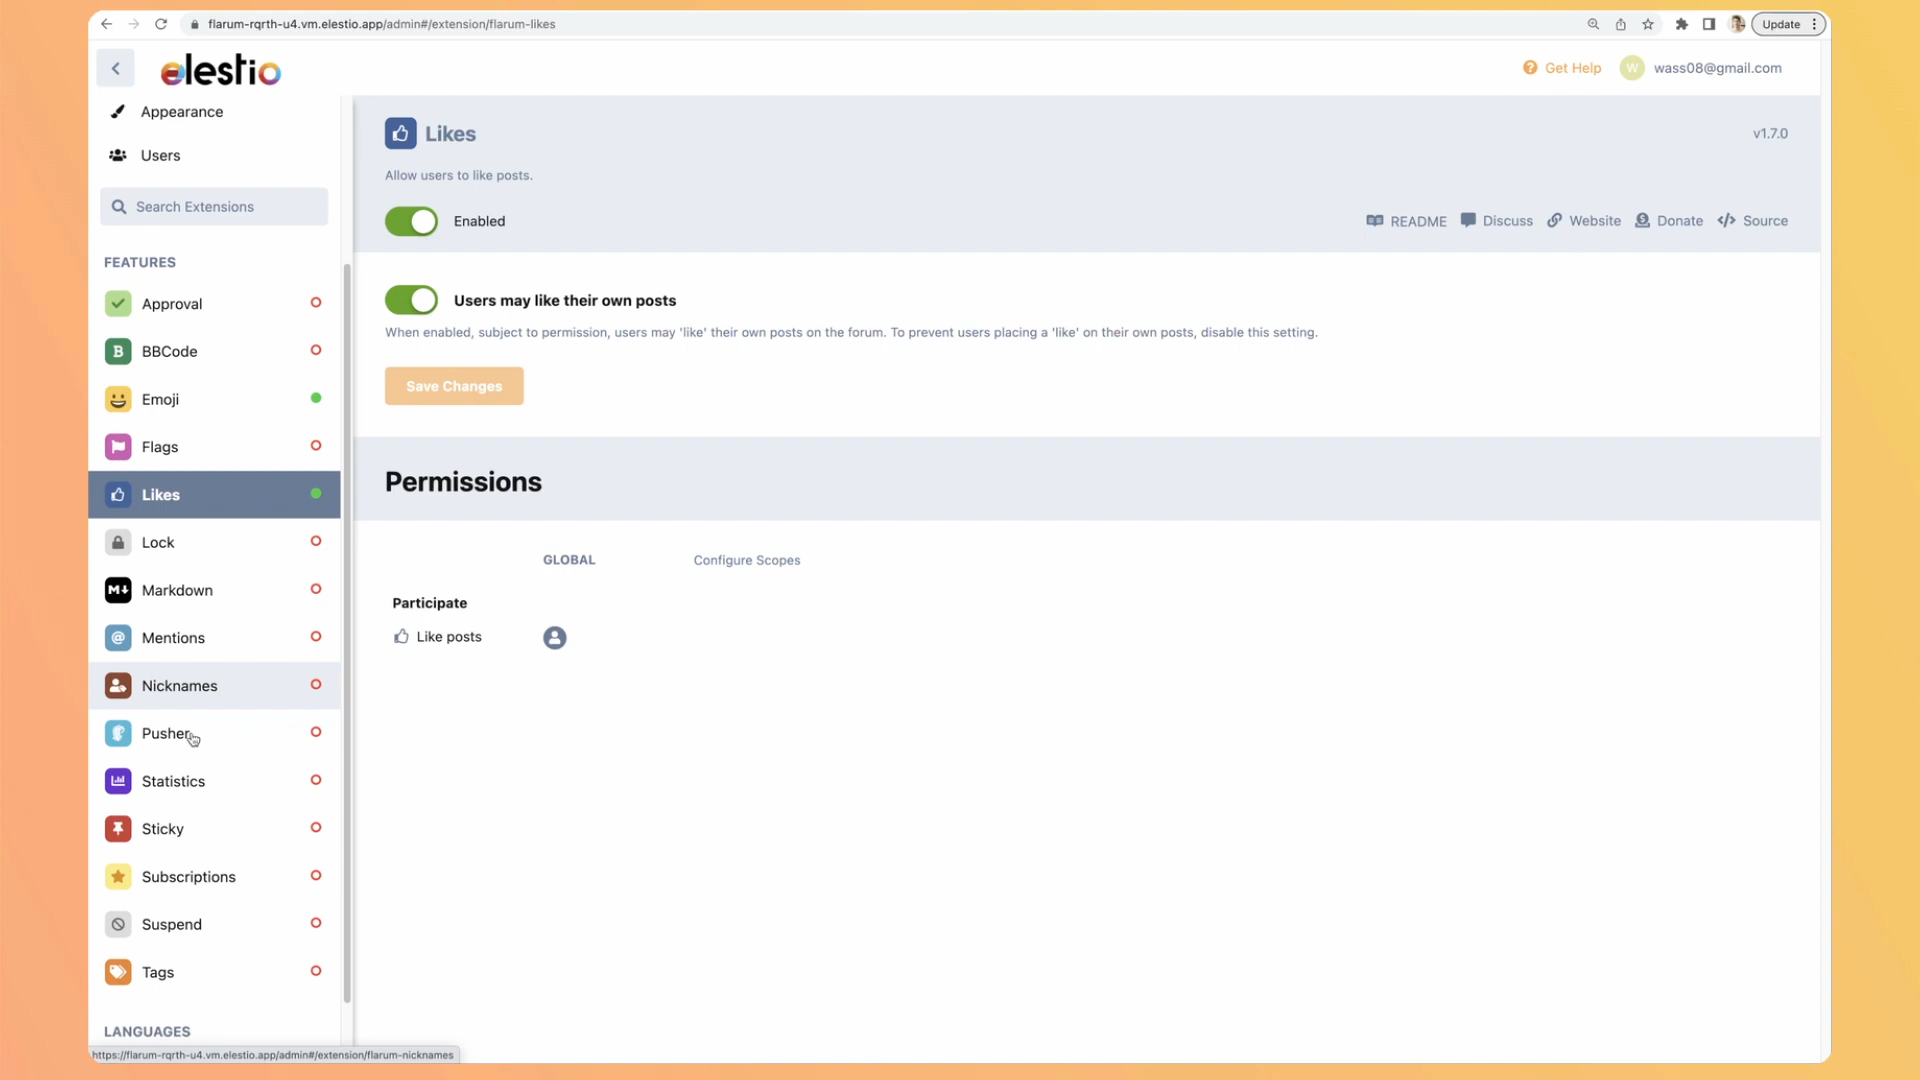 flarum-rqrth-u4.vm.elestio.app/admin#/extension/flarum-likes
Update
elestio
Get Help
W
wass08@gmail.com
Appearance
Users
Search Extensions
FEATURES
Approval
B
BBCode
Emoji
Flags
Likes
Lock
M
Markdown
@
Mentions
Nicknames
Pusher
Statistics
Sticky
Subscriptions
Suspend
Tags
LANGUAGES
https://flarum-rqrth-u4.vm.elestio.app/admin#/extension/flarum-nicknames
Likes
v1.7.0
Allow users to like posts.
Enabled
README
Discuss
Website
Donate
Source
Users may like their own posts
When enabled, subject to permission, users may 'like' their own posts on the forum. To prevent users placing a 'like' on their own posts, disable this setting.
Save Changes
Permissions
GLOBAL
Configure Scopes
Participate
Like posts